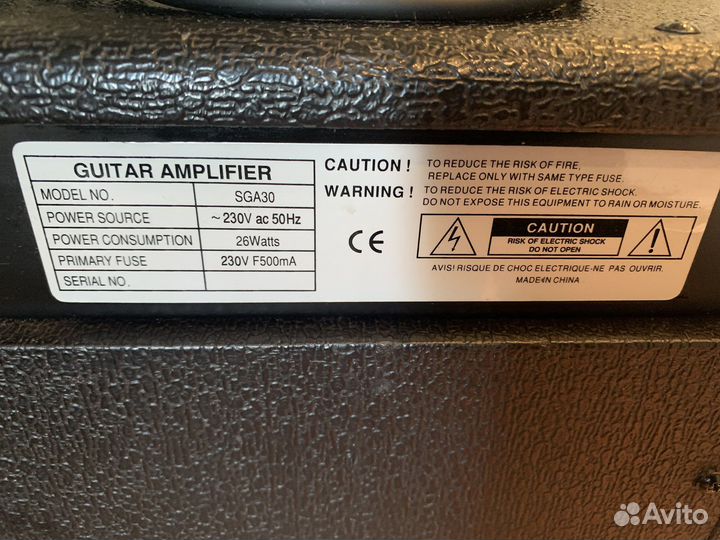 GUITAR AMPLIFIER
MODEL NO. SGA30
POWER SOURCE ~230V ac 50Hz
POWER CONSUMPTION 26Watts
PRIMARY FUSE 230V F500mA
SERIAL NO.
CAUTION ! TO REDUCE THE RISK OF FIRE,
REPLACE ONLY WITH SAME TYPE FUSE.
WARNING ! TO REDUCE THE RISK OF ELECTRIC SHOCK.
DO NOT EXPOSE THIS EQUIPMENT TO RAIN OR MOISTURE.
CE
CAUTION
RISK OF ELECTRIC SHOCK
DO NOT OPEN
AVIS! RISQUE DE CHOC ELECTRIQUE-NE PAS OUVRIR.
MADE IN CHINA
Avito